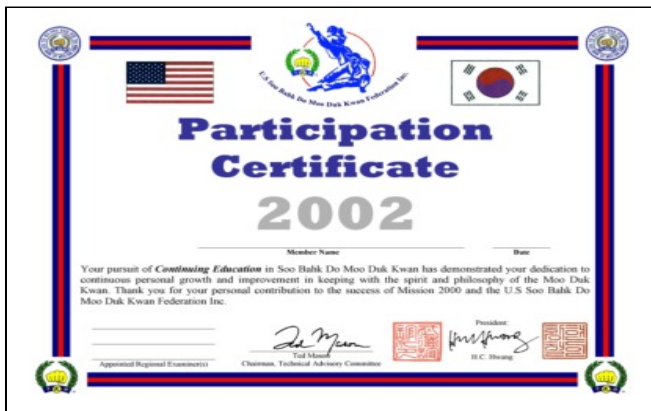 U.S Soo Bahk Do Moo Duk Kwan Federation Inc.
Participation
Certificate
2002
Member Name
Date
Your pursuit of Continuing Education in Soo Bahk Do Moo Duk Kwan has demonstrated your dedication to
continuous personal growth and improvement in keeping with the spirit and philosophy of the Moo Duk
Kwan. Thank you for your personal contribution to the success of Mission 2000 and the U.S Soo Bahk Do
Moo Duk Kwan Federation Inc.
Ted Mason
President:
Appointed Regional Examiner(s)
Ted Mason
Chairman, Technical Advisory Committee
H.C. Hwang